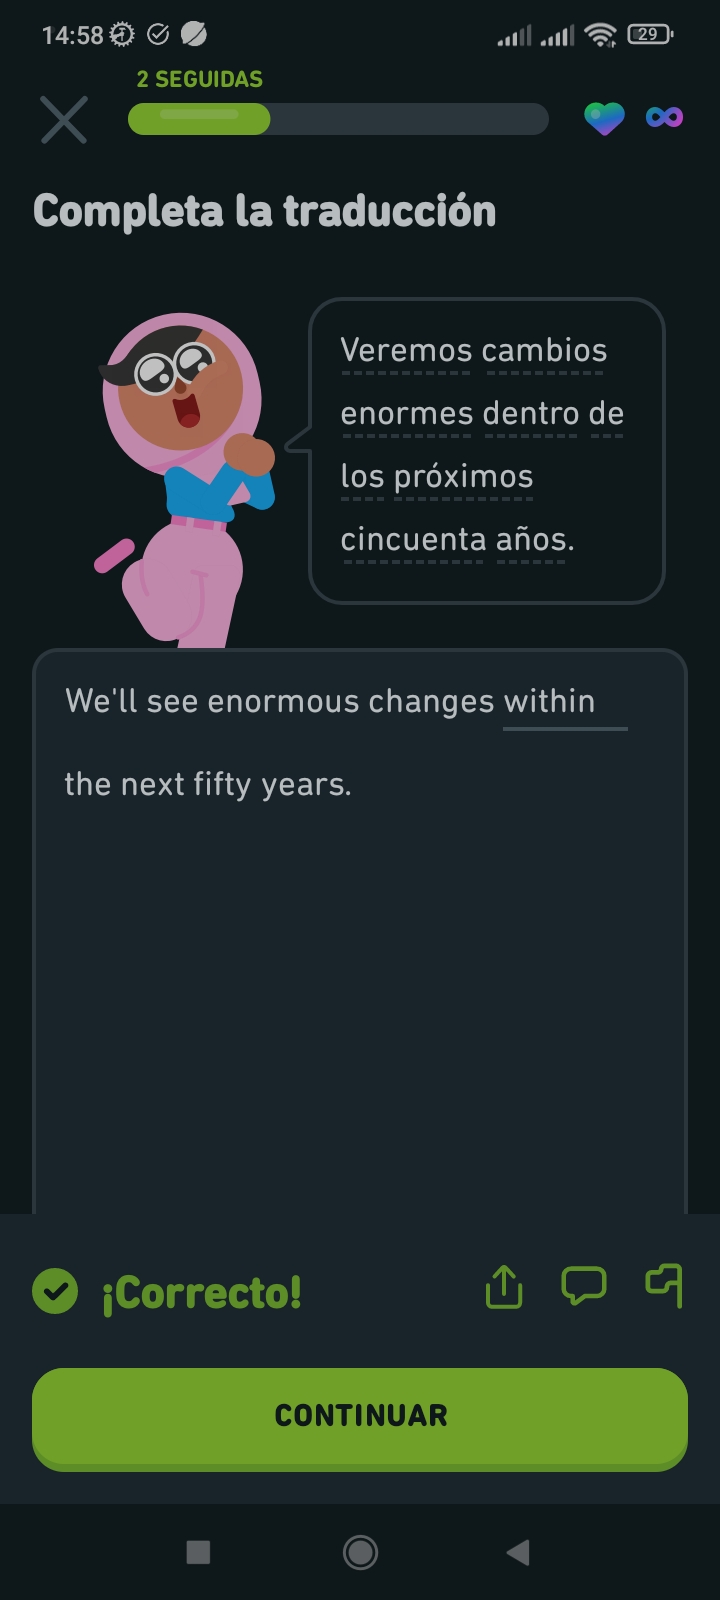 14:58
29
2 SEGUIDAS
Completa la traducción
Veremos cambios
enormes dentro de
los próximos
cincuenta años.
We'll see enormous changes within
the next fifty years.
¡Correcto!
CONTINUAR